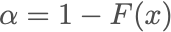 α = 1 − F(x)